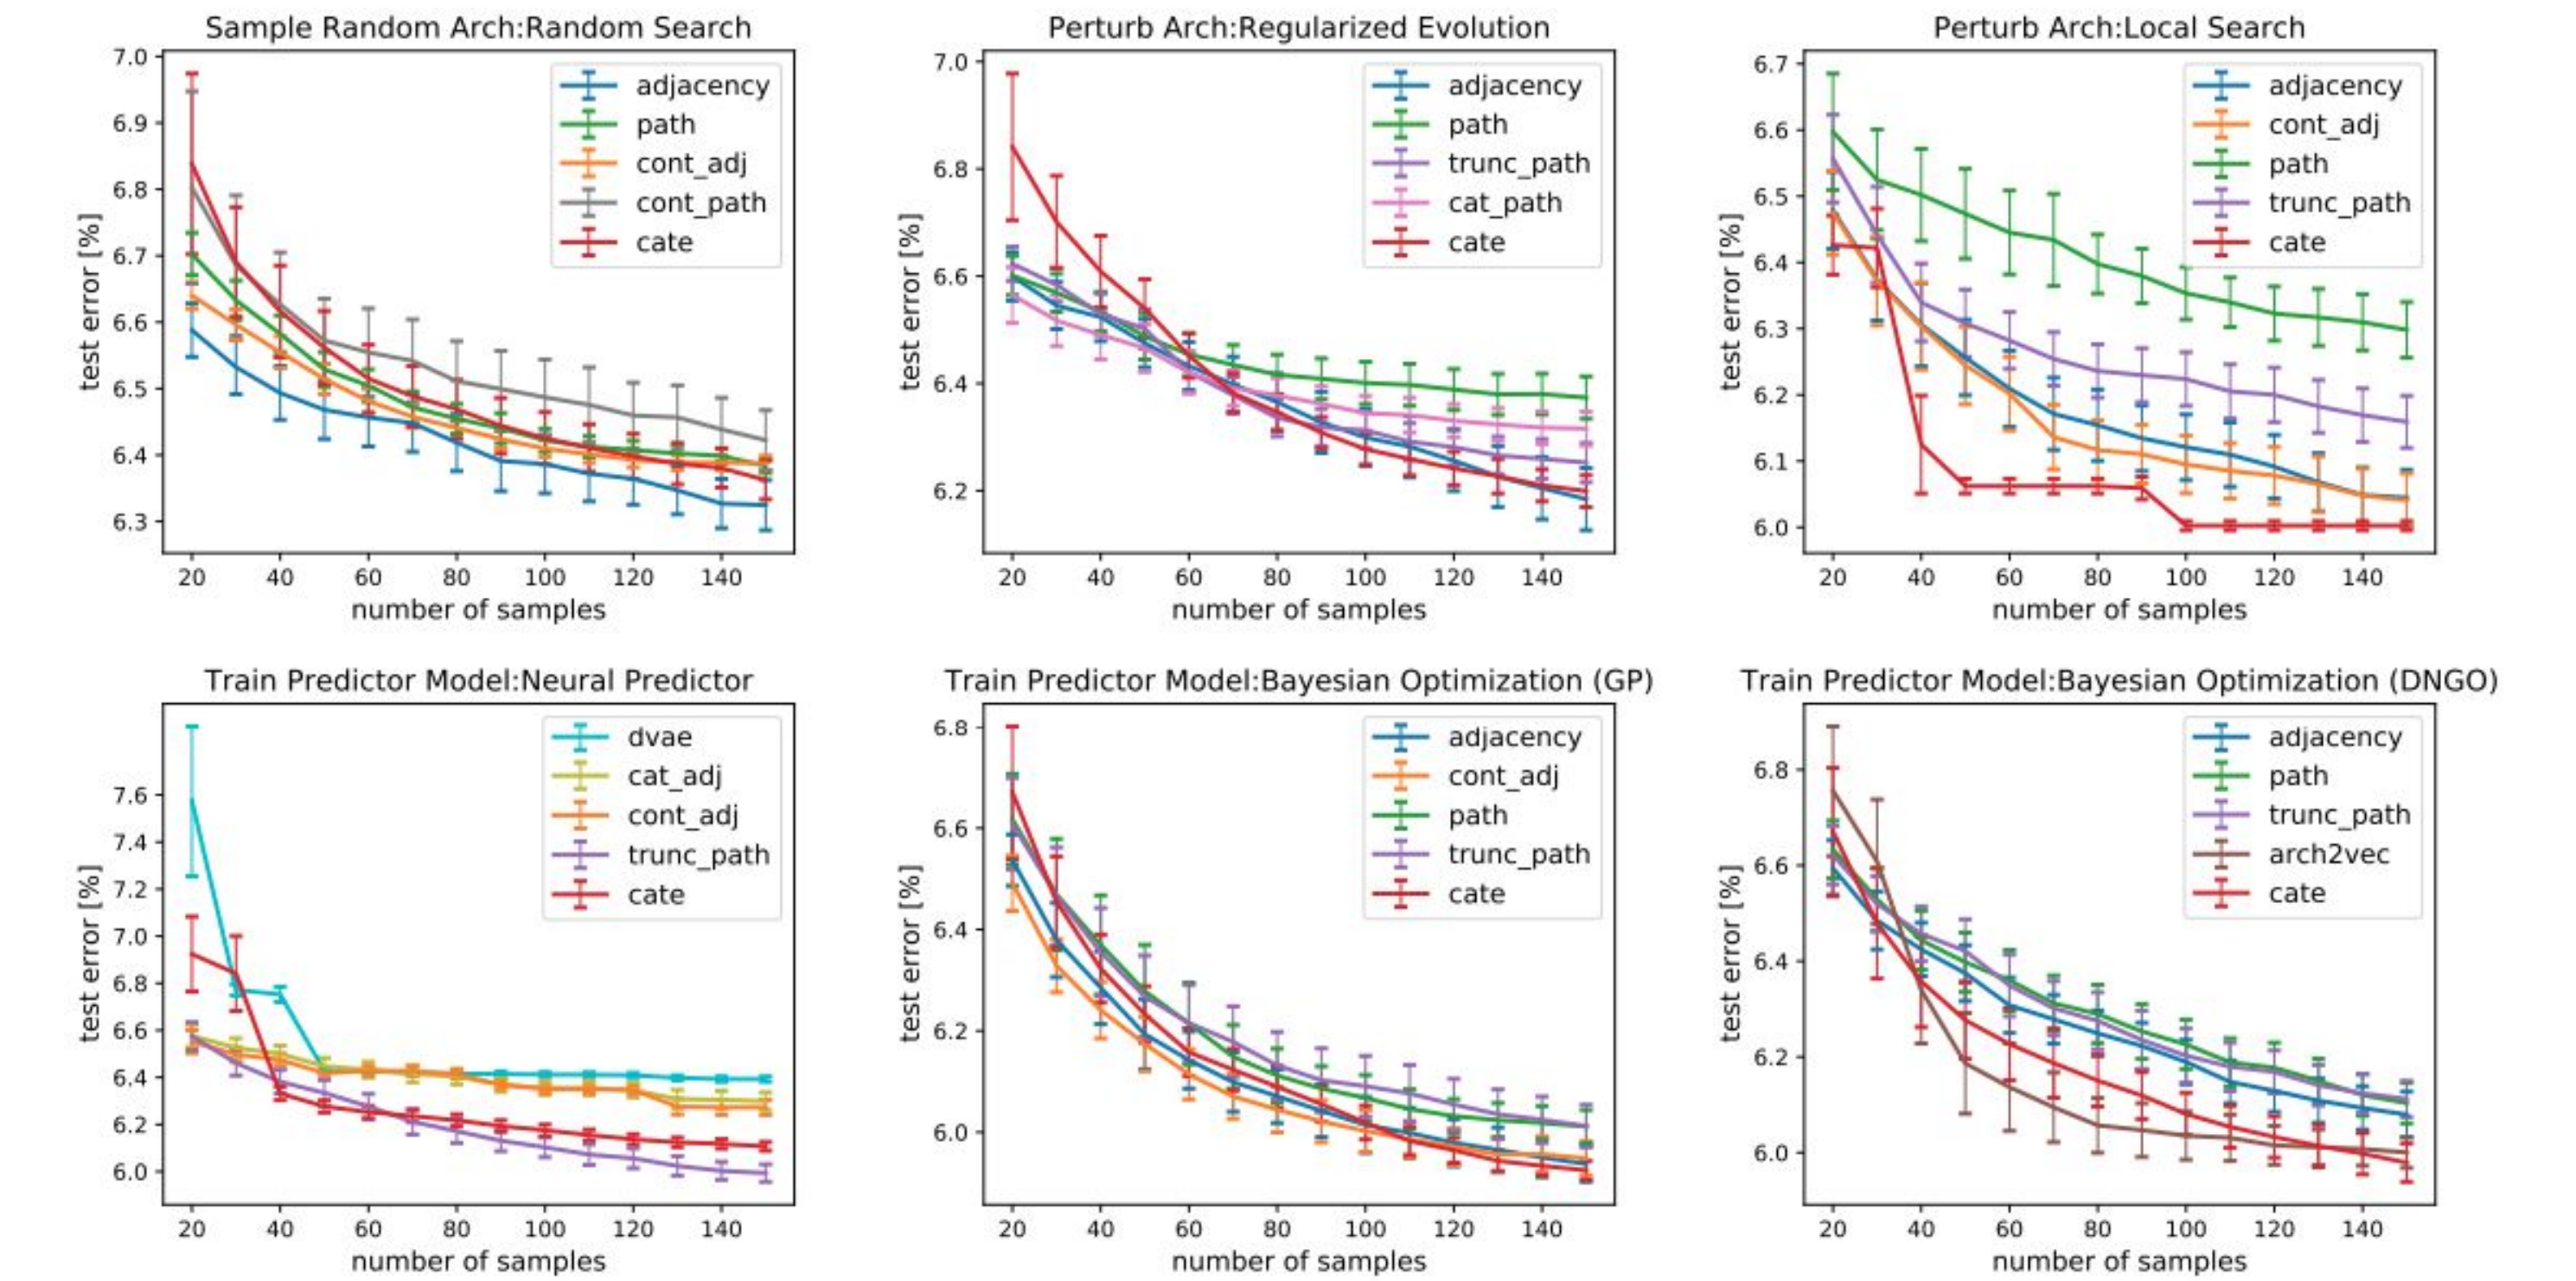 Sample Random Arch:Random Search
7.0
6.9
6.8
6.7
6.6
6.5
6.4
6.3
test error [%]
adjacency
path
cont_adj
cont_path
cate
20 40 60 80 100 120 140
number of samples
Perturb Arch:Regularized Evolution
7.0
6.8
6.6
6.4
6.2
test error [%]
adjacency
path
trunc_path
cat_path
cate
20 40 60 80 100 120 140
number of samples
Perturb Arch:Local Search
6.7
6.6
6.5
6.4
6.3
6.2
6.1
6.0
test error [%]
adjacency
cont_adj
path
trunc_path
cate
20 40 60 80 100 120 140
number of samples
Train Predictor Model:Neural Predictor
7.6
7.4
7.2
7.0
6.8
6.6
6.4
6.2
6.0
test error [%]
dvae
cat_adj
cont_adj
trunc_path
cate
20 40 60 80 100 120 140
number of samples
Train Predictor Model:Bayesian Optimization (GP)
6.8
6.6
6.4
6.2
6.0
test error [%]
adjacency
cont_adj
path
trunc_path
cate
20 40 60 80 100 120 140
number of samples
Train Predictor Model:Bayesian Optimization (DNGO)
6.8
6.6
6.4
6.2
6.0
test error [%]
adjacency
path
trunc_path
arch2vec
cate
20 40 60 80 100 120 140
number of samples